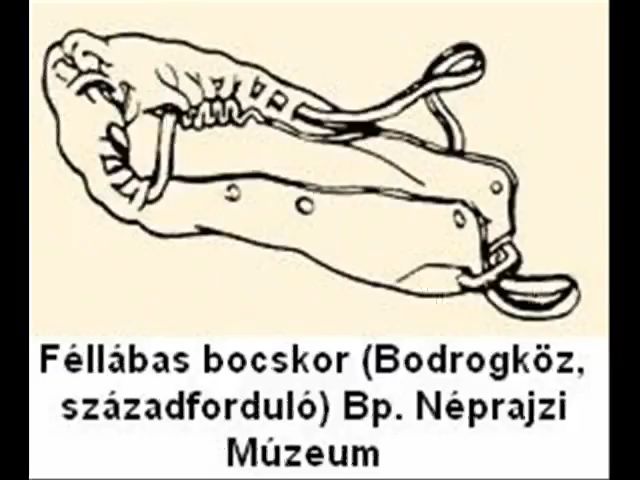 Féllábas bocskor (Bodrogköz,
századforduló) Bp. Néprajzi
Múzeum